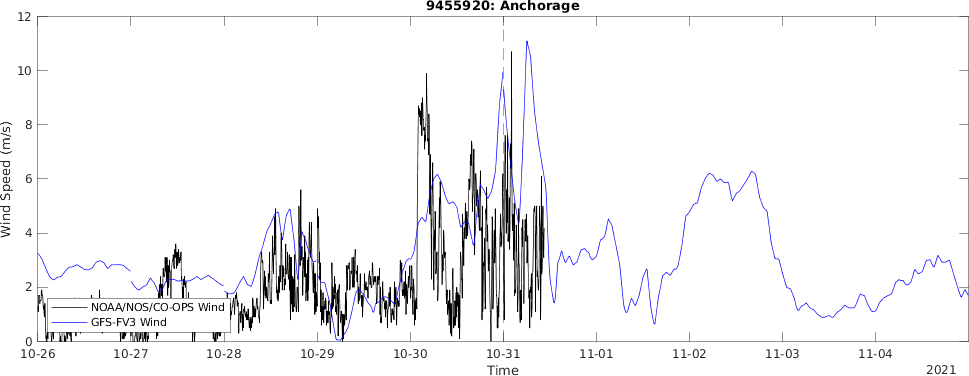 9455920: Anchorage
12
10
8
6
4
2
0
Wind Speed (m/s)
NOAA/NOS/CO-OPS Wind
GFS-FV3 Wind
10-26 10-27 10-28 10-29 10-30 10-31 11-01 11-02 11-03 11-04
Time
2021